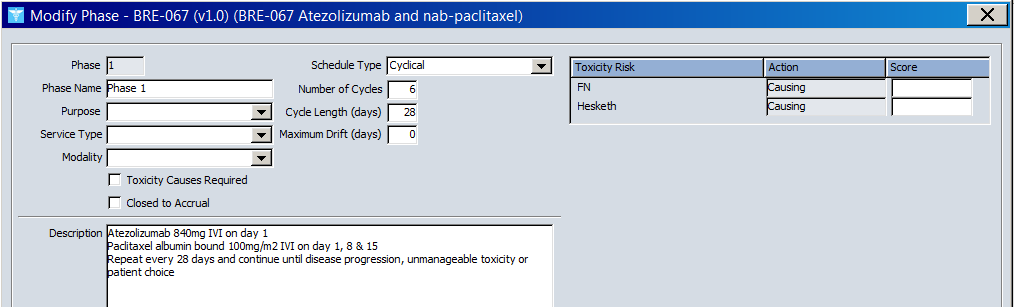 Modify Phase - BRE-067 (v1.0) (BRE-067 Atezolizumab and nab-paclitaxel)
Phase 1
Phase Name Phase 1
Purpose
Service Type
Modality
Toxicity Causes Required
Closed to Accrual
Schedule Type Cyclical
Number of Cycles 6
Cycle Length (days) 28
Maximum Drift (days) 0
Toxicity Risk Action Score
FN Causing
Hesketh Causing
Description Atezolizumab 840mg IVI on day 1
Paclitaxel albumin bound 100mg/m2 IVI on day 1, 8 & 15
Repeat every 28 days and continue until disease progression, unmanageable toxicity or
patient choice